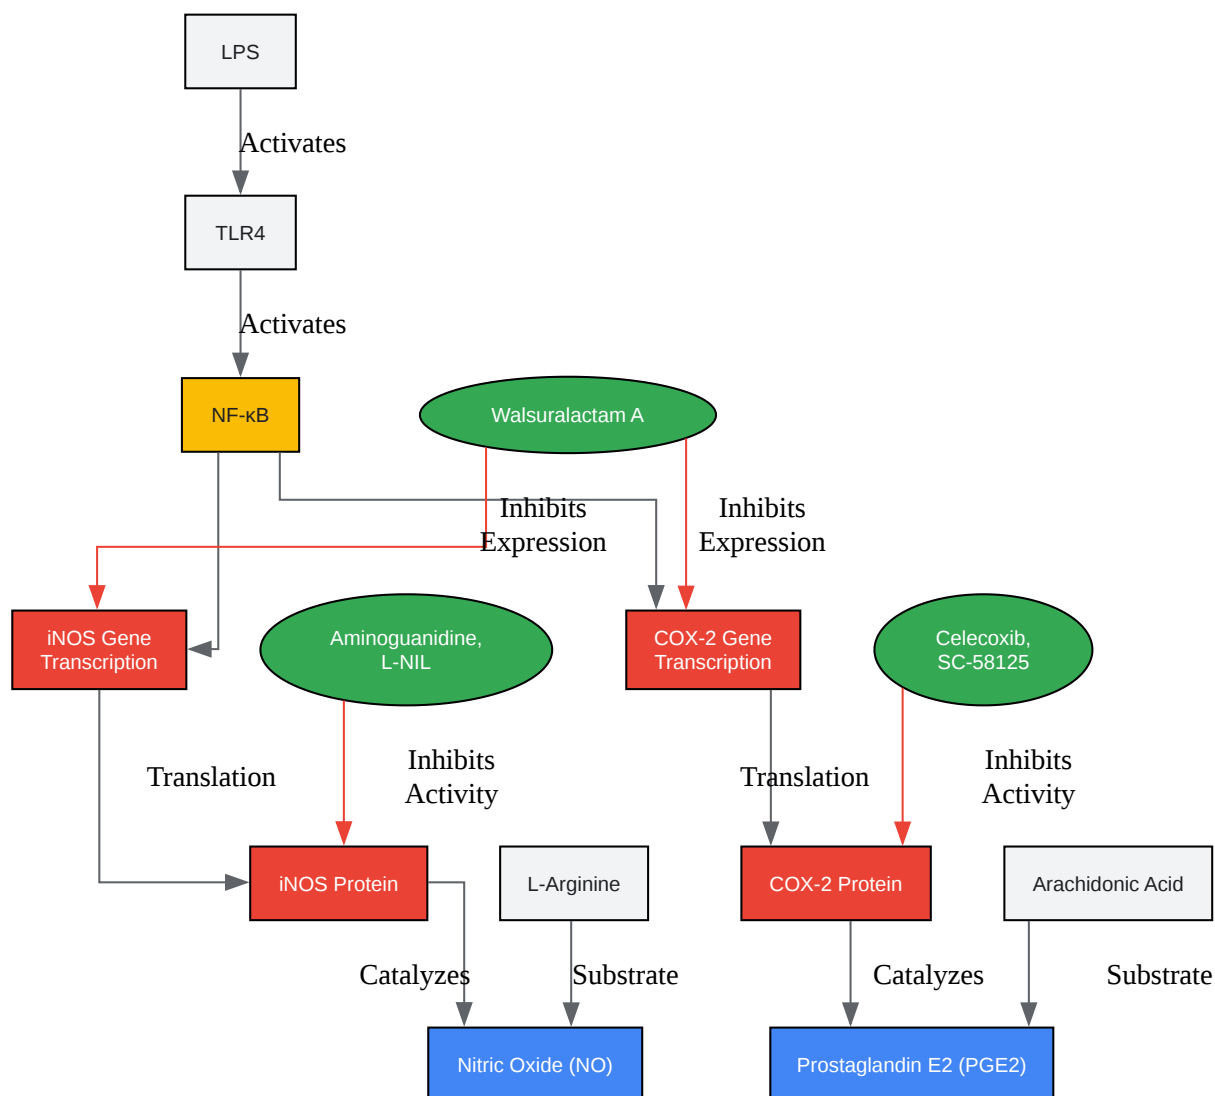 LPS
Activates
TLR4
Activates
NF-κB
Walsuralactam A
Inhibits
Expression
Inhibits
Expression
iNOS Gene
Transcription
Aminoguanidine,
L-NIL
COX-2 Gene
Transcription
Celecoxib,
SC-58125
Translation
Inhibits
Activity
Translation
Inhibits
Activity
iNOS Protein
L-Arginine
COX-2 Protein
Arachidonic Acid
Catalyzes
Substrate
Catalyzes
Substrate
Nitric Oxide (NO)
Prostaglandin E2 (PGE2)